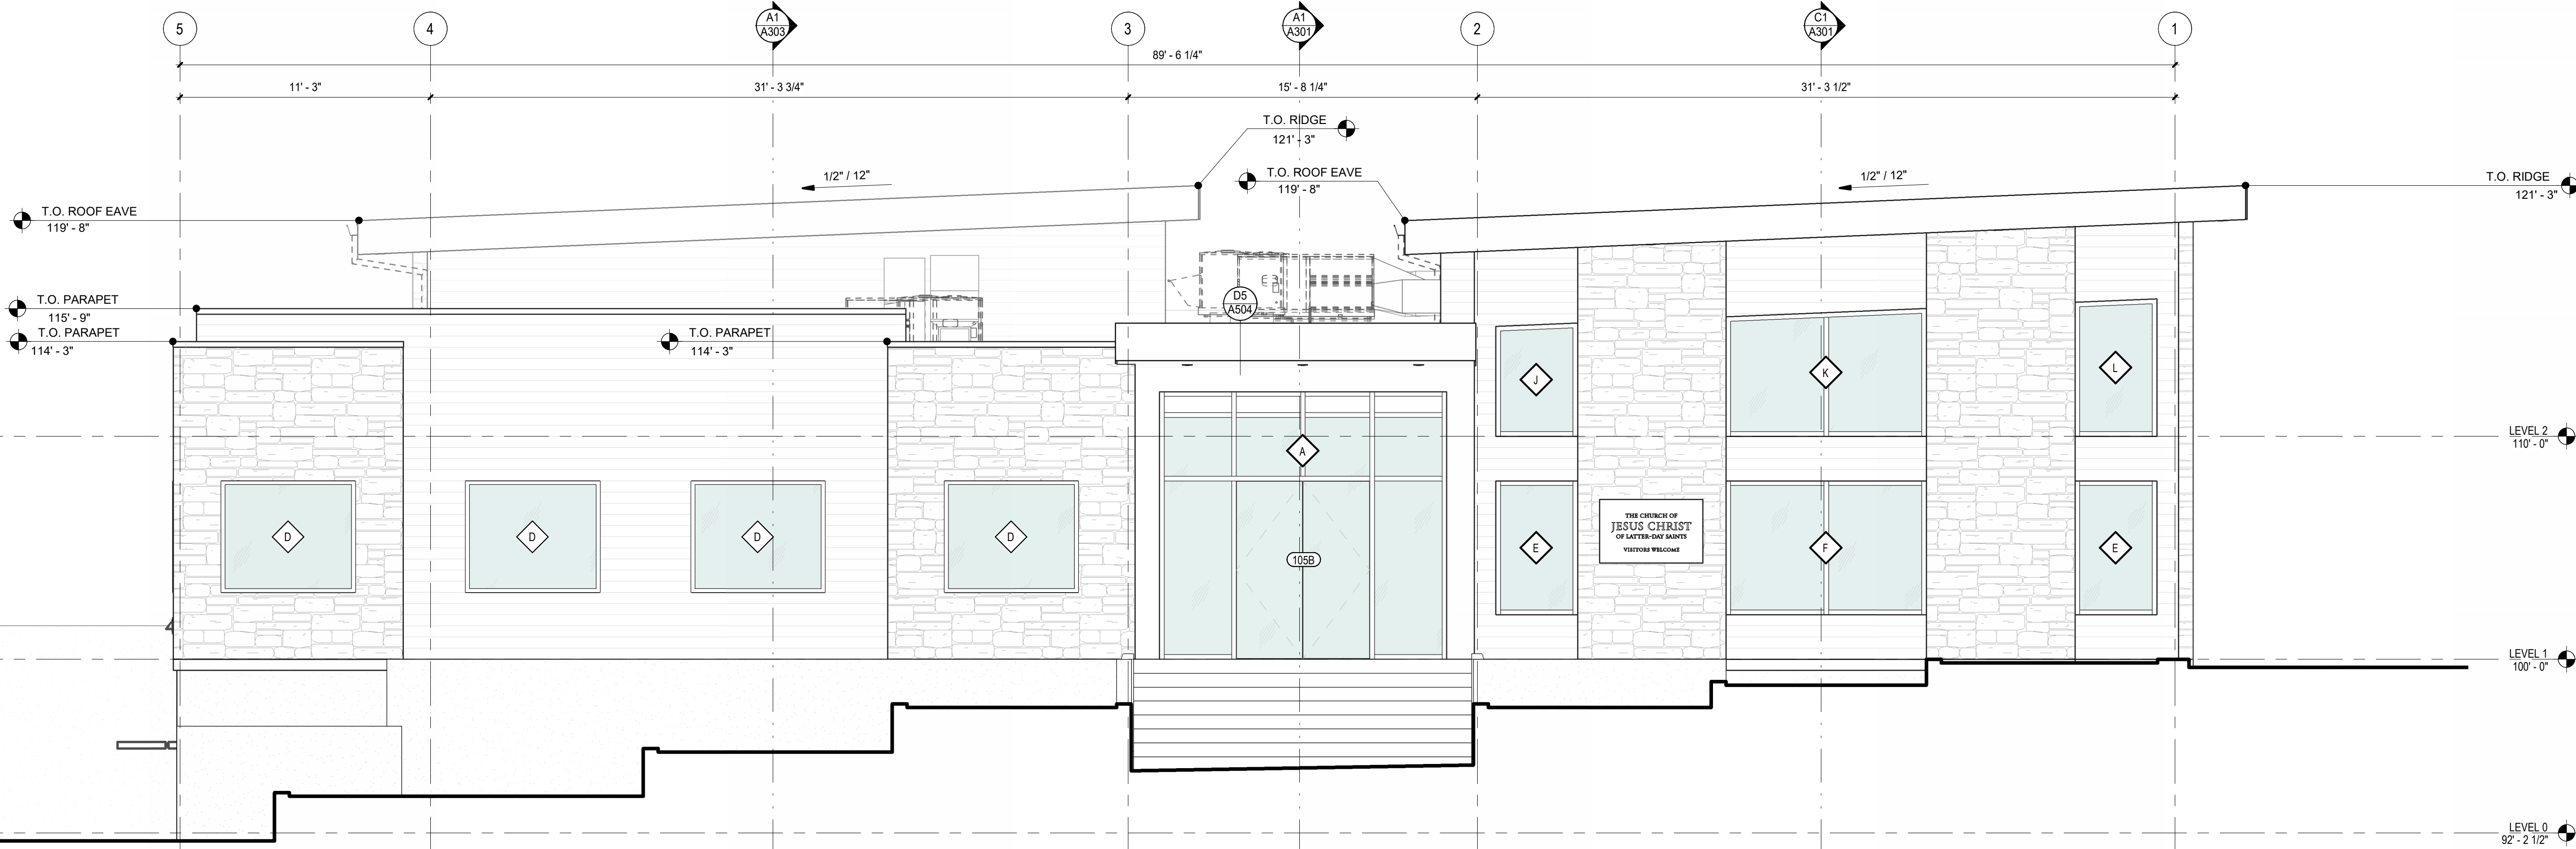 5
4
A1
A303
3
A1
A301
2
C1
A301
1
89' - 6 1/4"
11' - 3"
31' - 3 3/4"
15' - 8 1/4"
31' - 3 1/2"
T.O. RIDGE
121' - 3"
1/2" / 12"
T.O. ROOF EAVE
119' - 8"
1/2" / 12"
T.O. RIDGE
121' - 3"
T.O. ROOF EAVE
119' - 8"
T.O. PARAPET
115' - 9"
T.O. PARAPET
114' - 3"
T.O. PARAPET
114' - 3"
D5
A504
J
K
L
LEVEL 2
110' - 0"
A
D
D
D
D
105B
E
THE CHURCH OF
JESUS CHRIST
OF LATTER-DAY SAINTS
VISITORS WELCOME
F
E
LEVEL 1
100' - 0"
LEVEL 0
92' - 2 1/2"